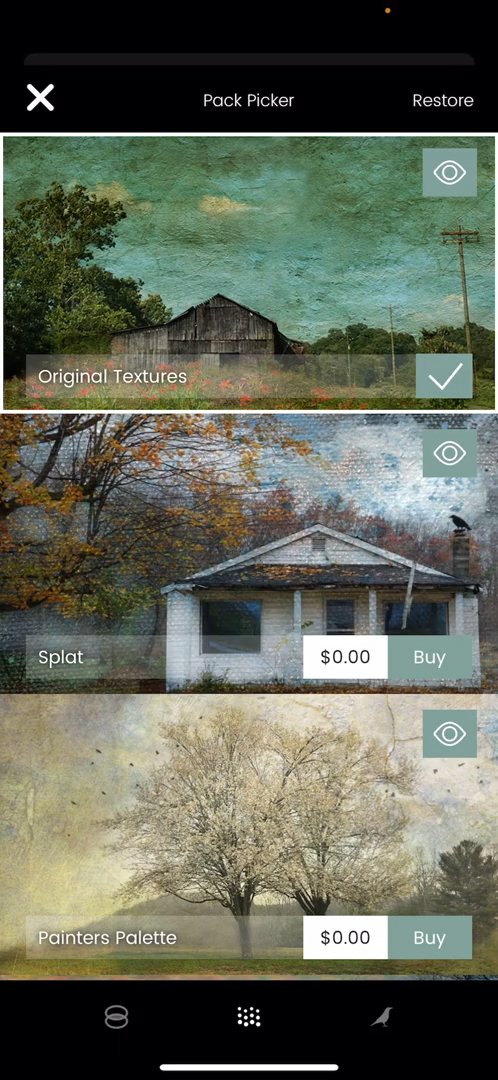 Pack Picker
Restore
Original Textures
Splat
$0.00
Buy
Painters Palette
$0.00
Buy